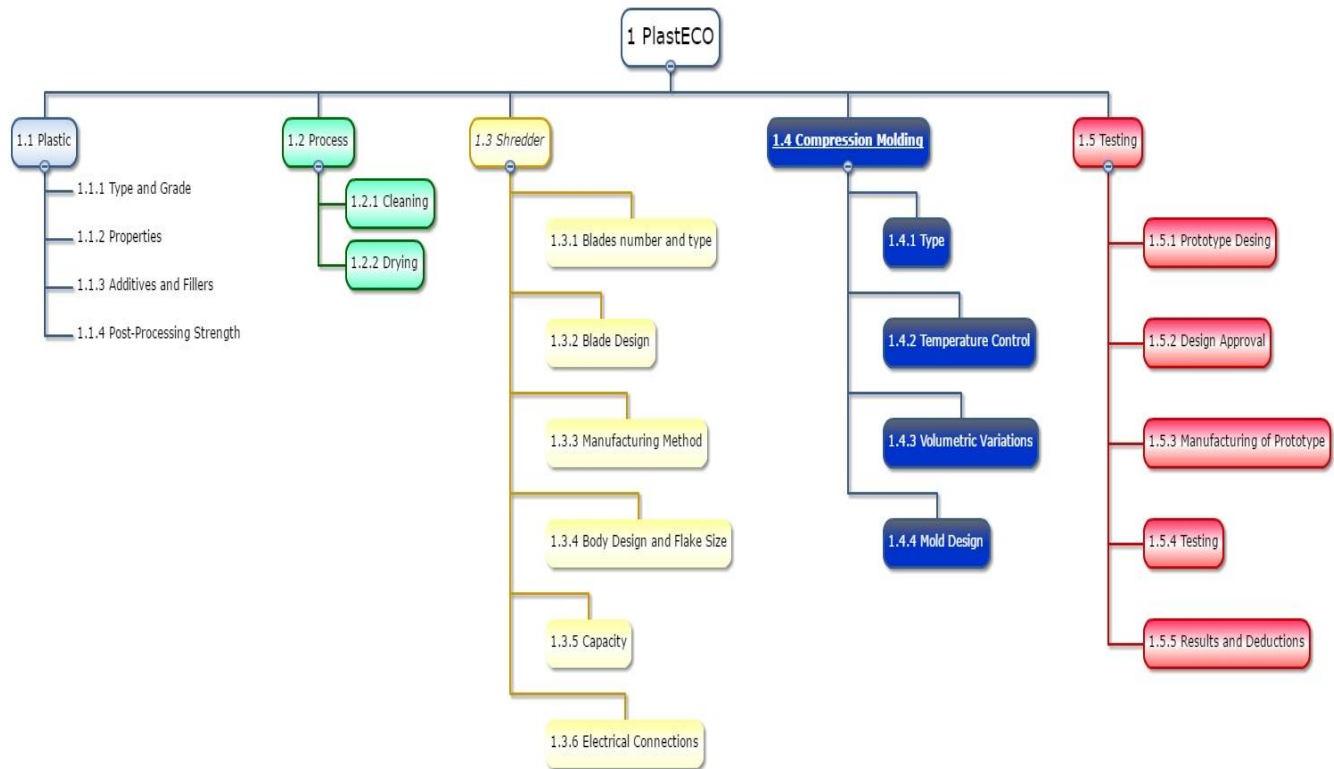 1 PlastECO
1.1 Plastic
1.1.1 Type and Grade
1.1.2 Properties
1.1.3 Additives and Fillers
1.1.4 Post-Processing Strength
1.2 Process
1.2.1 Cleaning
1.2.2 Drying
1.3 Shredder
1.3.1 Blades number and type
1.3.2 Blade Design
1.3.3 Manufacturing Method
1.3.4 Body Design and Flake Size
1.3.5 Capacity
1.3.6 Electrical Connections
1.4 Compression Molding
1.4.1 Type
1.4.2 Temperature Control
1.4.3 Volumetric Variations
1.4.4 Mold Design
1.5 Testing
1.5.1 Prototype Desing
1.5.2 Design Approval
1.5.3 Manufacturing of Prototype
1.5.4 Testing
1.5.5 Results and Deductions